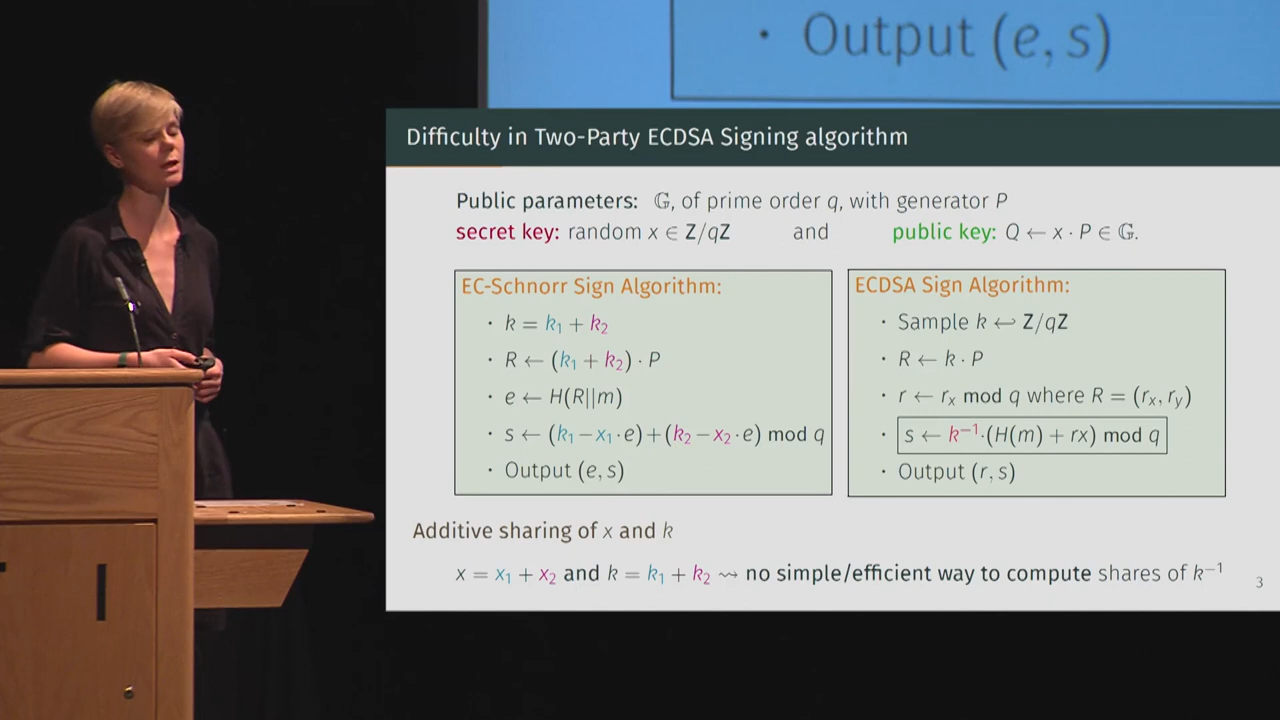 · Output (e, s)
Difficulty in Two-Party ECDSA Signing algorithm
Public parameters: 𝔾, of prime order q, with generator P
secret key: random x ∈ Z/qZ and public key: Q ← x · P ∈ 𝔾.
EC-Schnorr Sign Algorithm:
· k = k₁ + k₂
· R ← (k₁ + k₂) · P
· e ← H(R||m)
· s ← (k₁ − x₁ · e) + (k₂ − x₂ · e) mod q
· Output (e, s)
ECDSA Sign Algorithm:
· Sample k ↩ Z/qZ
· R ← k · P
· r ← rₓ mod q where R = (rₓ, r_y)
· s ← k⁻¹·(H(m) + rx) mod q
· Output (r, s)
Additive sharing of x and k
x = x₁ + x₂ and k = k₁ + k₂ ⇝ no simple/efficient way to compute shares of k⁻¹
3